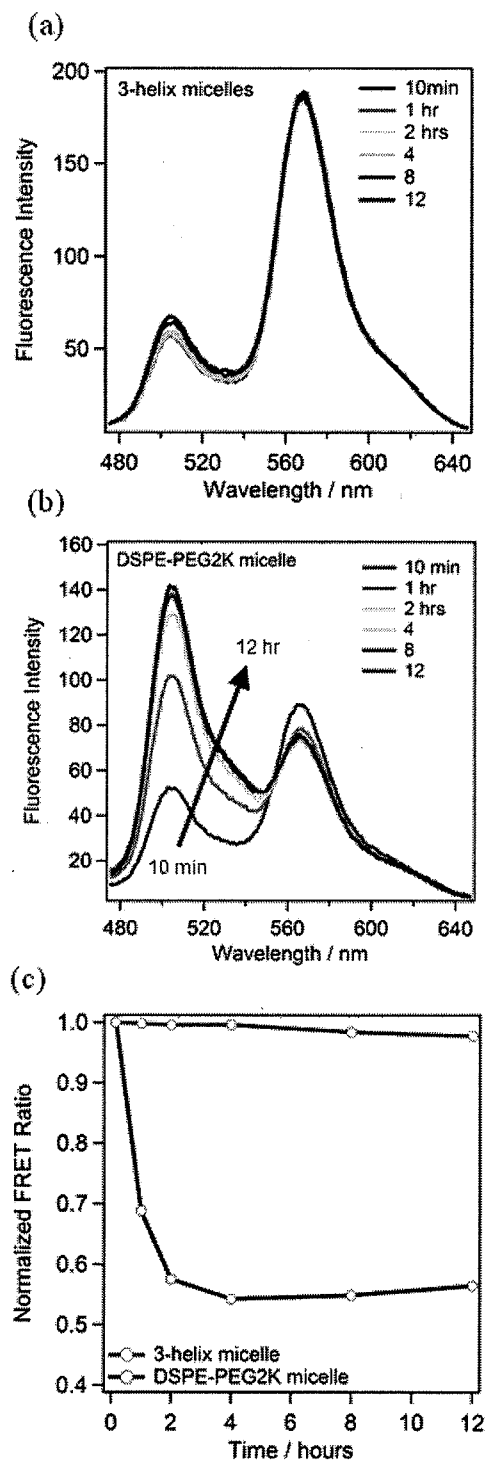 (a)
200
150
100
50
Fluorescence Intensity
3-helix micelles
10min
1 hr
2 hrs
4
8
12
480
520
560
600
640
Wavelength / nm
(b)
160
140
120
100
80
60
40
20
Fluorescence Intensity
DSPE-PEG2K micelle
10 min
1 hr
2 hrs
4
8
12
12 hr
10 min
480
520
560
600
640
Wavelength / nm
(c)
1.0
0.9
0.8
0.7
0.6
0.5
0.4
Normalized FRET Ratio
3-helix micelle
DSPE-PEG2K micelle
0
2
4
6
8
10
12
Time / hours